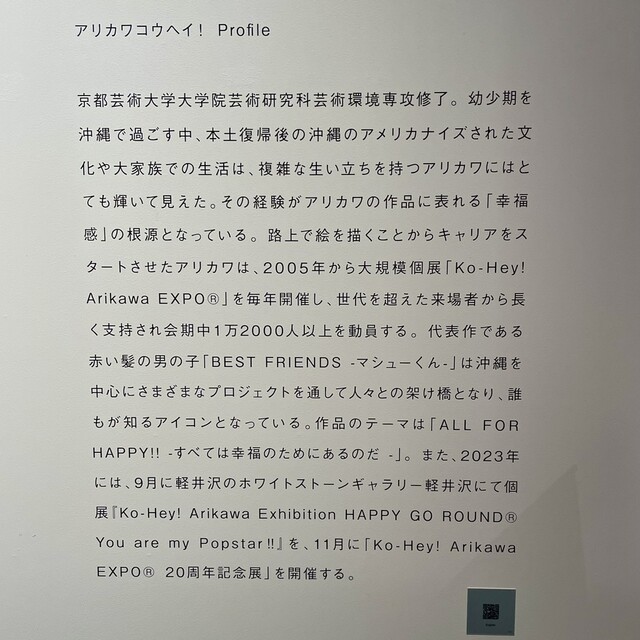 アリカワコウヘイ! Profile
京都芸術大学大学院芸術研究科芸術環境専攻修了。幼少期を
沖縄で過ごす中、本土復帰後の沖縄のアメリカナイズされた文
化や大家族での生活は、複雑な生い立ちを持つアリカワにはと
ても輝いて見えた。その経験がアリカワの作品に表れる「幸福
感」の根源となっている。路上で絵を描くことからキャリアをス
タートさせたアリカワは、2005年から大規模個展「Ko-Hey!
Arikawa EXPO®」を毎年開催し、世代を超えた来場者から長
く支持され会期中1万2000人以上を動員する。代表作である
赤い髪の男の子「BEST FRIENDS -マシューくん-」は沖縄を
中心にさまざまなプロジェクトを通して人々との架け橋となり、誰
もが知るアイコンとなっている。作品のテーマは「ALL FOR
HAPPY!! -すべては幸福のためにあるのだ -」。また、2023年
には、9月に軽井沢のホワイトストーンギャラリー軽井沢にて個
展『Ko-Hey! Arikawa Exhibition HAPPY GO ROUND®
You are my Popstar!!』を、11月に「Ko-Hey! Arikawa
EXPO® 20周年記念展」を開催する。